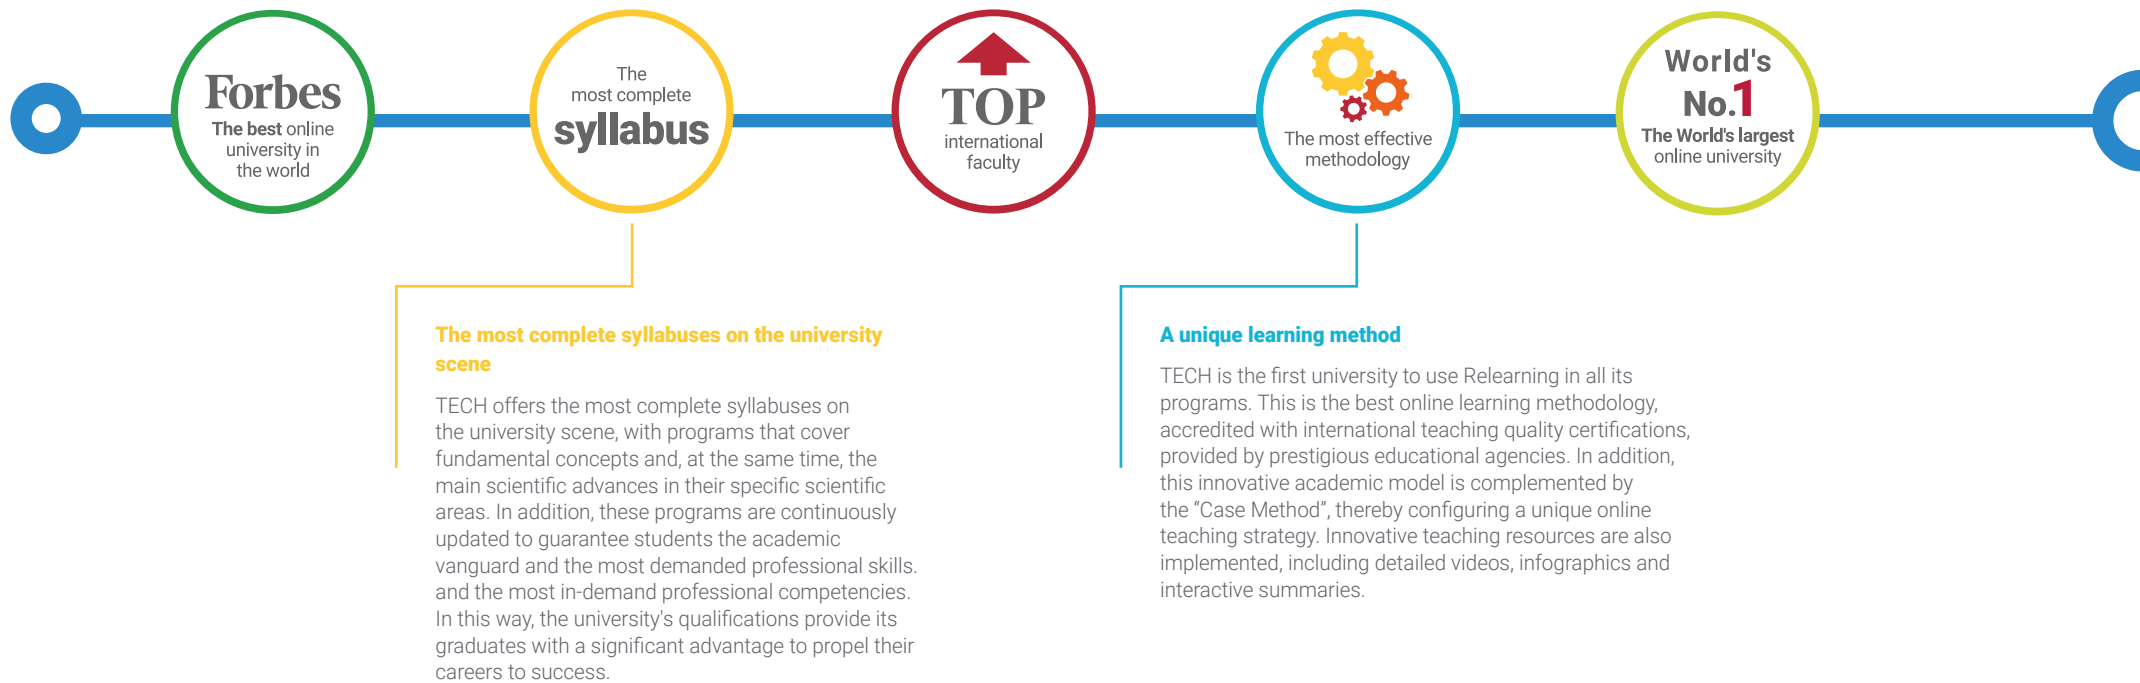 Forbes
The best online
university in
the world
The
most complete
syllabus
TOP
international
faculty
The most effective
methodology
World's
No.1
The World's largest
online university
The most complete syllabuses on the university
scene
TECH offers the most complete syllabuses on
the university scene, with programs that cover
fundamental concepts and, at the same time, the
main scientific advances in their specific scientific
areas. In addition, these programs are continuously
updated to guarantee students the academic
vanguard and the most demanded professional skills.
and the most in-demand professional competencies.
In this way, the university's qualifications provide its
graduates with a significant advantage to propel their
careers to success.
A unique learning method
TECH is the first university to use Relearning in all its
programs. This is the best online learning methodology,
accredited with international teaching quality certifications,
provided by prestigious educational agencies. In addition,
this innovative academic model is complemented by
the “Case Method”, thereby configuring a unique online
teaching strategy. Innovative teaching resources are also
implemented, including detailed videos, infographics and
interactive summaries.